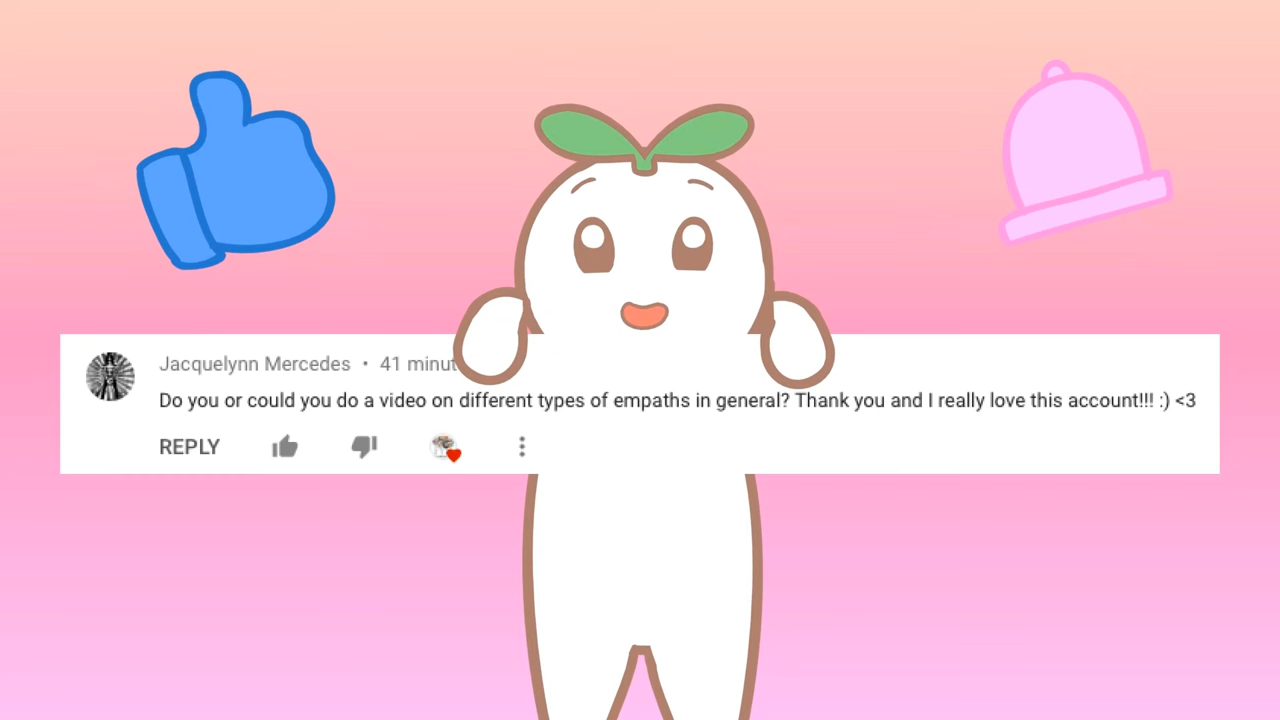 Jacquelynn Mercedes • 41 minut
Do you or could you do a video on different types of empaths in general? Thank you and I really love this account!!! :) <3
REPLY